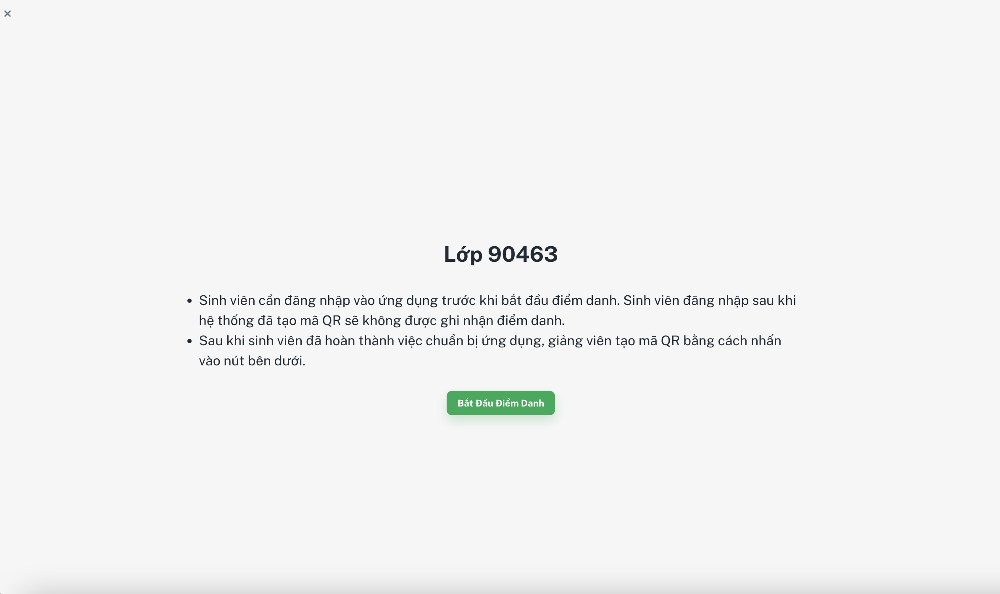 Lớp 90463
• Sinh viên cần đăng nhập vào ứng dụng trước khi bắt đầu điểm danh. Sinh viên đăng nhập sau khi
hệ thống đã tạo mã QR sẽ không được ghi nhận điểm danh.
• Sau khi sinh viên đã hoàn thành việc chuẩn bị ứng dụng, giảng viên tạo mã QR bằng cách nhấn
vào nút bên dưới.
Bắt Đầu Điểm Danh